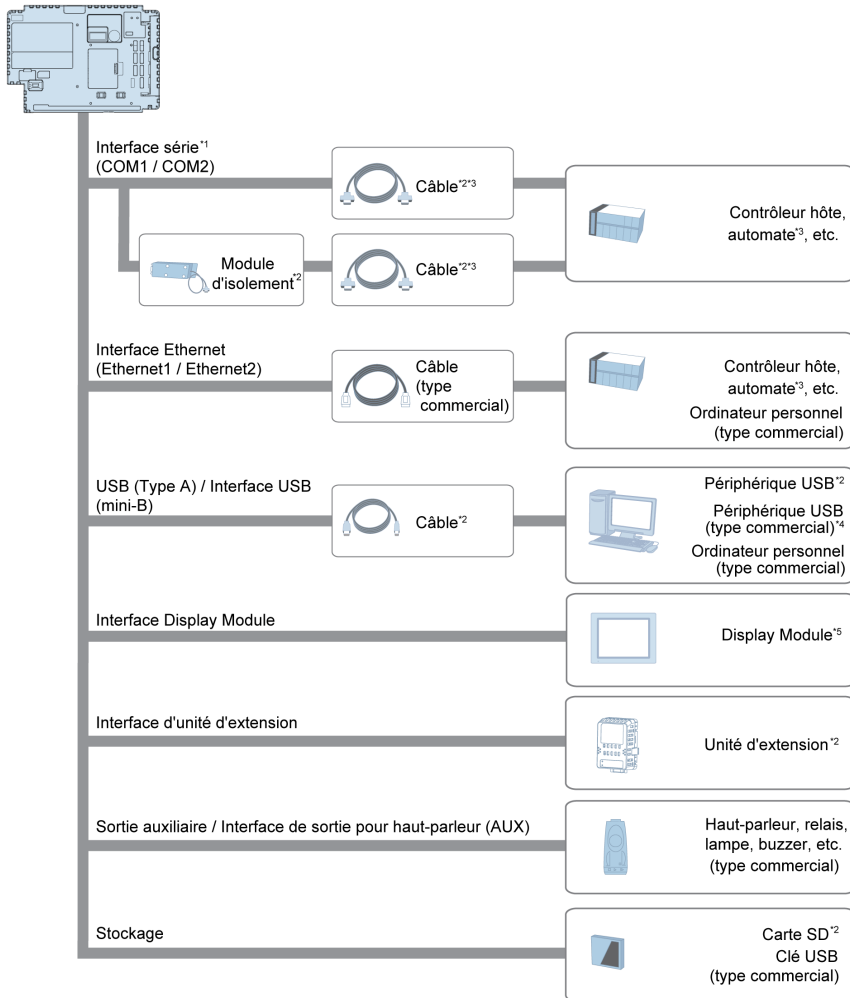 Interface série*1
(COM1 / COM2)
Câble*2*3
Contrôleur hôte,
automate*3, etc.
Module
d'isolement*2
Câble*2*3
Interface Ethernet
(Ethernet1 / Ethernet2)
Câble
(type
commercial)
Contrôleur hôte,
automate*3, etc.
Ordinateur personnel
(type commercial)
USB (Type A) / Interface USB
(mini-B)
Câble*2
Périphérique USB*2
Périphérique USB
(type commercial)*4
Ordinateur personnel
(type commercial)
Interface Display Module
Display Module*5
Interface d'unité d'extension
Unité d'extension*2
Sortie auxiliaire / Interface de sortie pour haut-parleur (AUX)
Haut-parleur, relais,
lampe, buzzer, etc.
(type commercial)
Stockage
Carte SD*2
Clé USB
(type commercial)